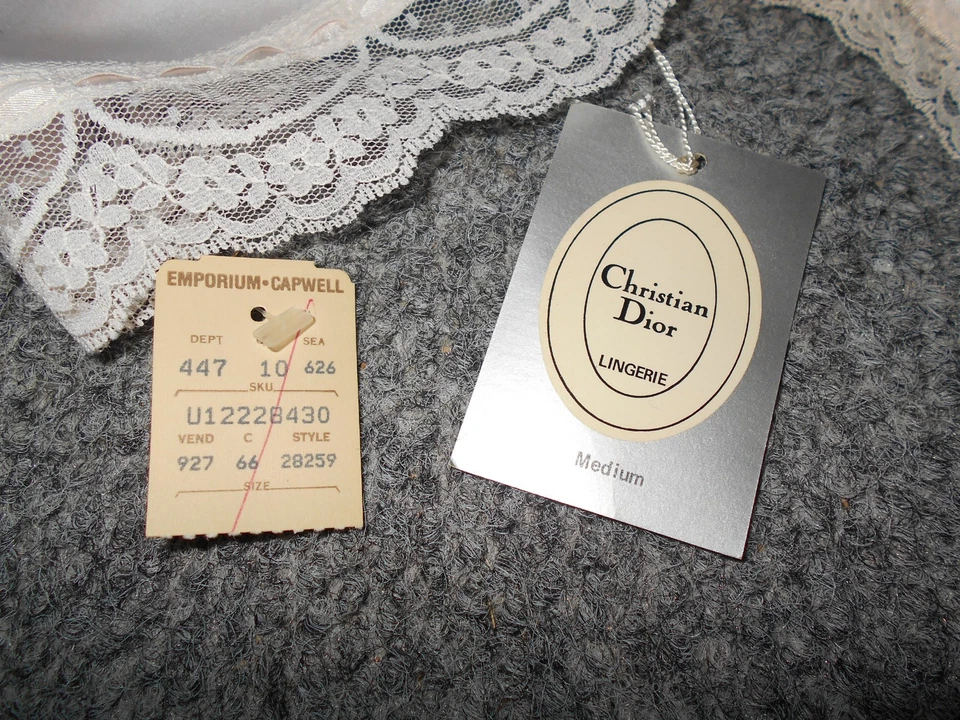 EMPORIUM•CAPWELL
DEPT SEA
447 10 626
SKU
U12228430
VEND C STYLE
927 66 28259
SIZE
Christian
Dior
LINGERIE
Medium